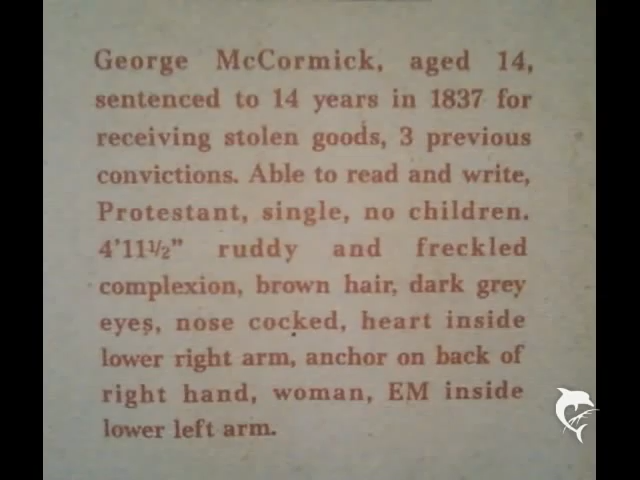 George McCormick, aged 14,
sentenced to 14 years in 1837 for
receiving stolen goods, 3 previous
convictions. Able to read and write,
Protestant, single, no children.
4'11½" ruddy and freckled
complexion, brown hair, dark grey
eyes, nose cocked, heart inside
lower right arm, anchor on back of
right hand, woman, EM inside
lower left arm.